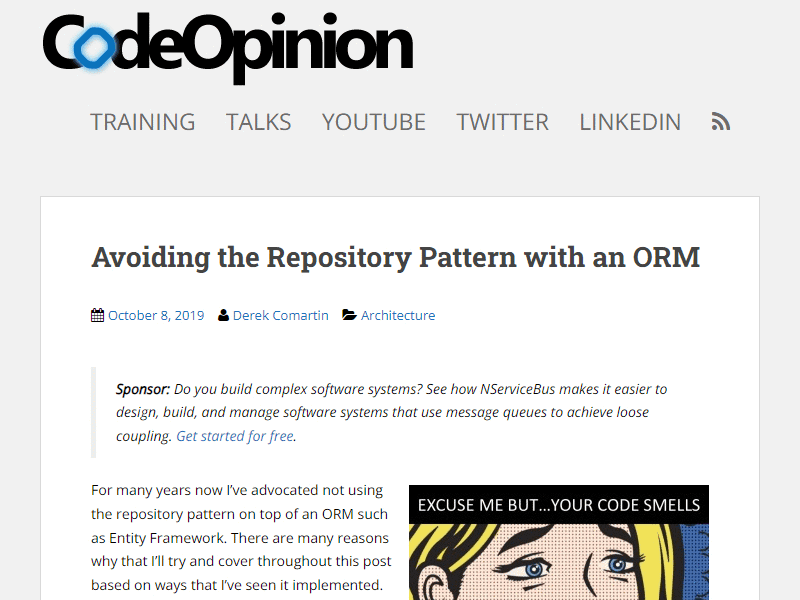 CodeOpinion
TRAINING TALKS YOUTUBE TWITTER LINKEDIN
Avoiding the Repository Pattern with an ORM
October 8, 2019 Derek Comartin Architecture
Sponsor: Do you build complex software systems? See how NServiceBus makes it easier to
design, build, and manage software systems that use message queues to achieve loose
coupling. Get started for free.
For many years now I’ve advocated not using
the repository pattern on top of an ORM such
as Entity Framework. There are many reasons
why that I’ll try and cover throughout this post
based on ways that I’ve seen it implemented.
EXCUSE ME BUT...YOUR CODE SMELLS